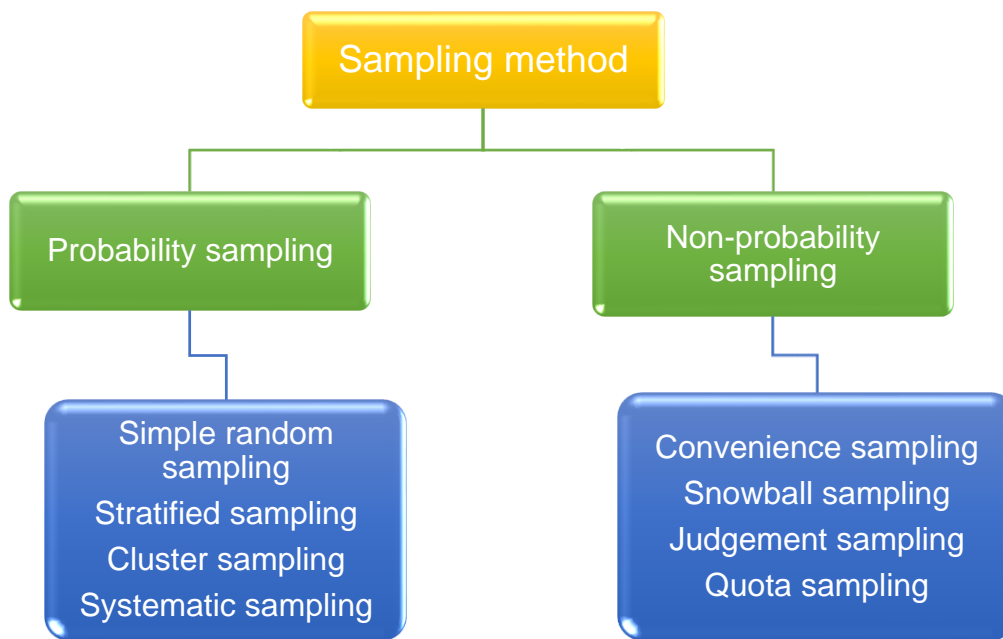 Sampling method
Probability sampling
Non-probability
sampling
Simple random
sampling
Stratified sampling
Cluster sampling
Systematic sampling
Convenience sampling
Snowball sampling
Judgement sampling
Quota sampling